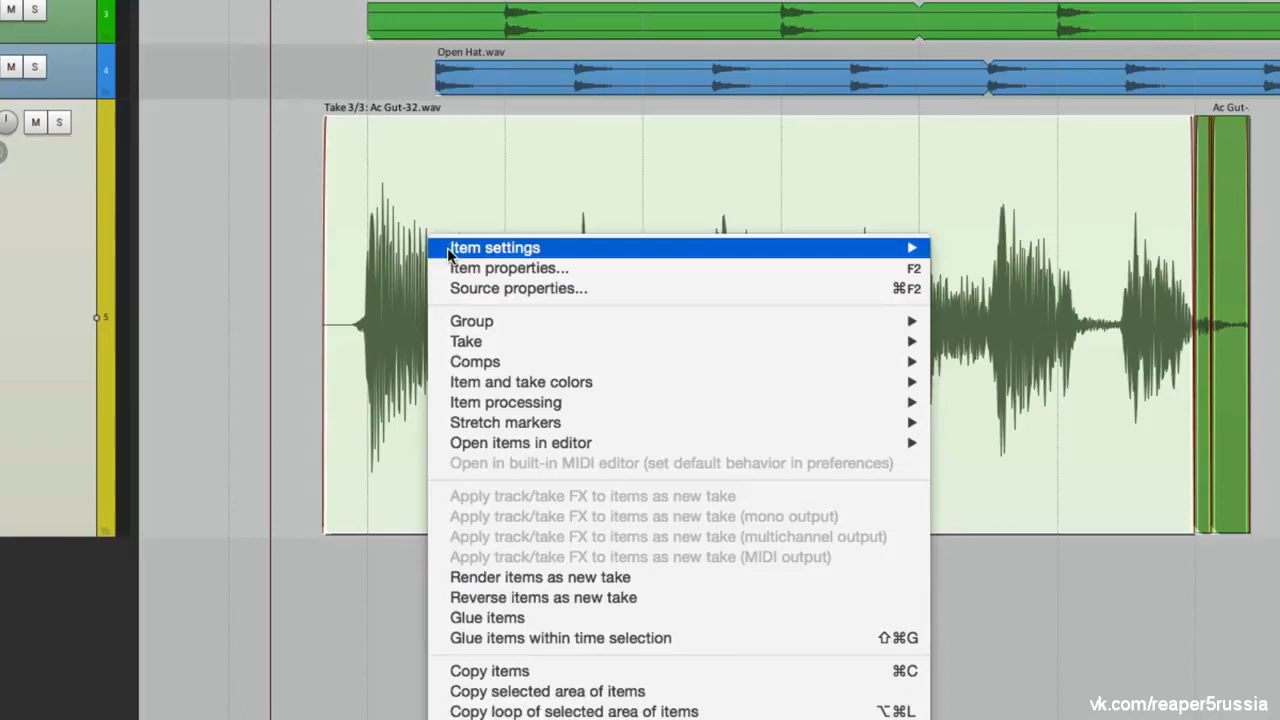 M S
3
Open Hat.wav
M S
4
Take 3/3: Ac Gut-32.wav
Ac Gut-
M S
5
Item settings
Item properties... F2
Source properties... ⌘F2
Group
Take
Comps
Item and take colors
Item processing
Stretch markers
Open items in editor
Open in built-in MIDI editor (set default behavior in preferences)
Apply track/take FX to items as new take
Apply track/take FX to items as new take (mono output)
Apply track/take FX to items as new take (multichannel output)
Apply track/take FX to items as new take (MIDI output)
Render items as new take
Reverse items as new take
Glue items
Glue items within time selection ⇧⌘G
Copy items ⌘C
Copy selected area of items
Copy loop of selected area of items ⌥⌘L
vk.com/reaper5russia